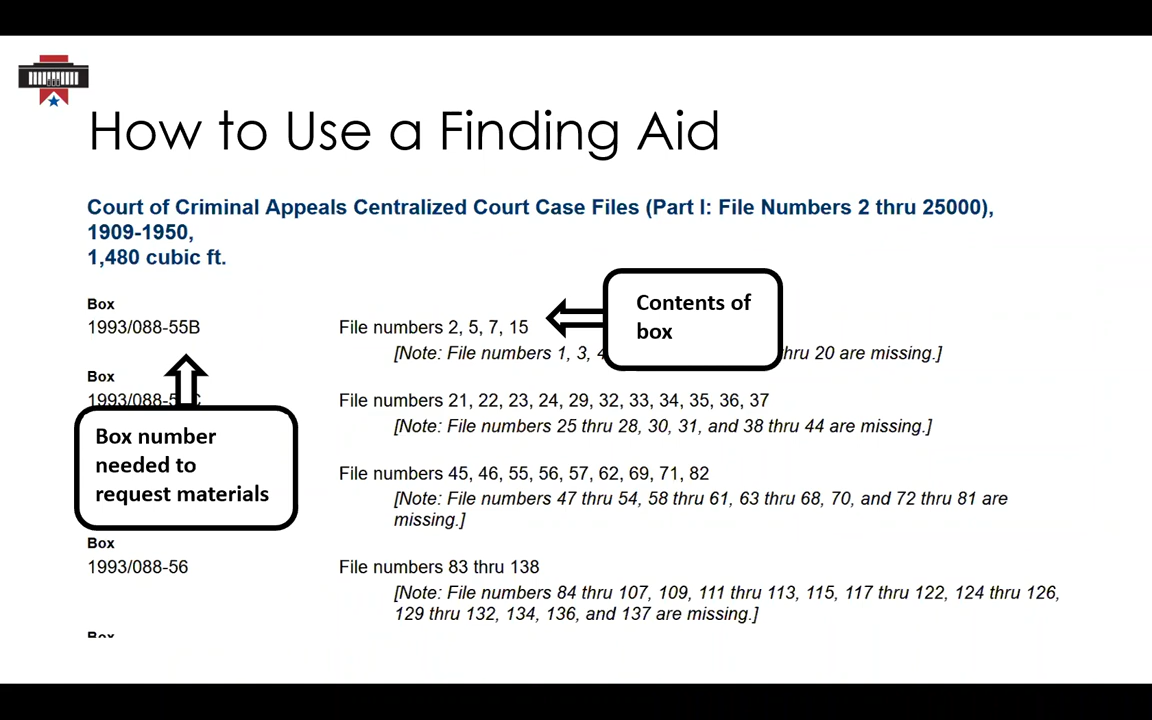 How to Use a Finding Aid
Court of Criminal Appeals Centralized Court Case Files (Part I: File Numbers 2 thru 25000),
1909-1950,
1,480 cubic ft.
Box
1993/088-55B
File numbers 2, 5, 7, 15
Contents of
box
[Note: File numbers 1, 3, thru 20 are missing.]
Box
File numbers 21, 22, 23, 24, 29, 32, 33, 34, 35, 36, 37
[Note: File numbers 25 thru 28, 30, 31, and 38 thru 44 are missing.]
Box number
needed to
request materials
File numbers 45, 46, 55, 56, 57, 62, 69, 71, 82
[Note: File numbers 47 thru 54, 58 thru 61, 63 thru 68, 70, and 72 thru 81 are
missing.]
Box
1993/088-56
File numbers 83 thru 138
[Note: File numbers 84 thru 107, 109, 111 thru 113, 115, 117 thru 122, 124 thru 126,
129 thru 132, 134, 136, and 137 are missing.]
Box